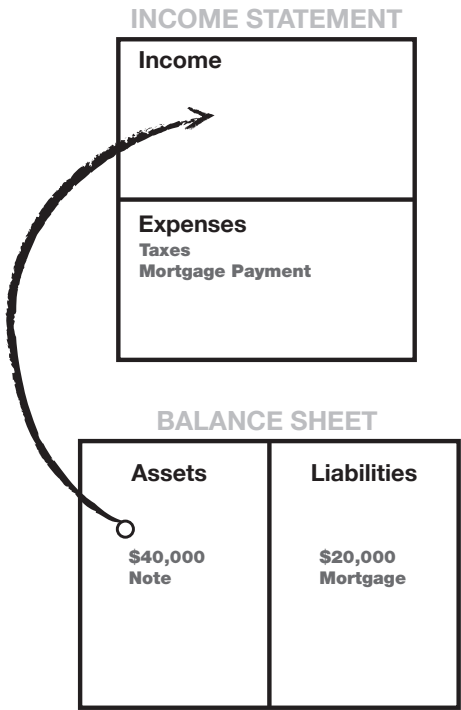 INCOME STATEMENT
Income
Expenses
Taxes
Mortgage Payment
BALANCE SHEET
Assets
$40,000
Note
Liabilities
$20,000
Mortgage